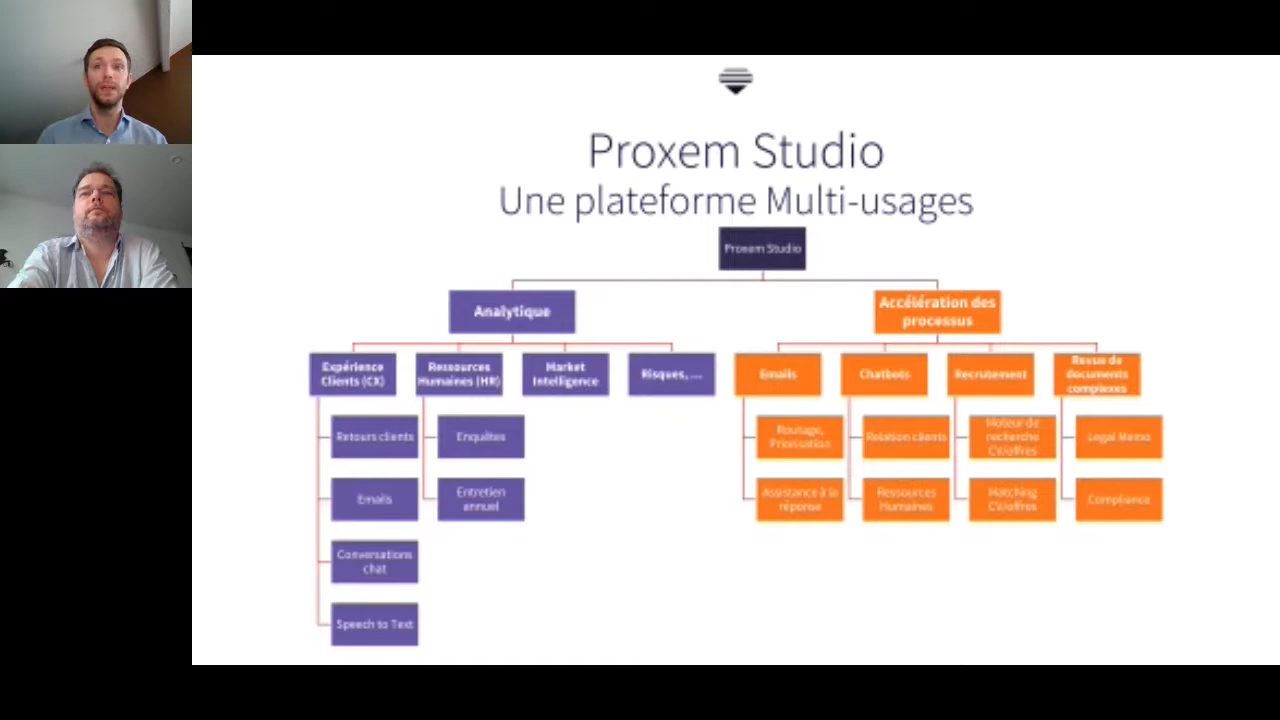 Proxem Studio
Une plateforme Multi-usages
Proxem Studio
Analytique
Accélération des
processus
Expérience
Clients (CX)
Ressources
Humaines (HR)
Market
Intelligence
Risques, ...
Emails
Chatbots
Recrutement
Revue de
documents
complexes
Retours clients
Enquêtes
Routage,
Priorisation
Relation clients
Moteur de
recherche
CV/offres
Legal Memo
Emails
Entretien
annuel
Assistance à la
réponse
Ressources
Humaines
Matching
CV/offres
Compliance
Conversations
chat
Speech to Text